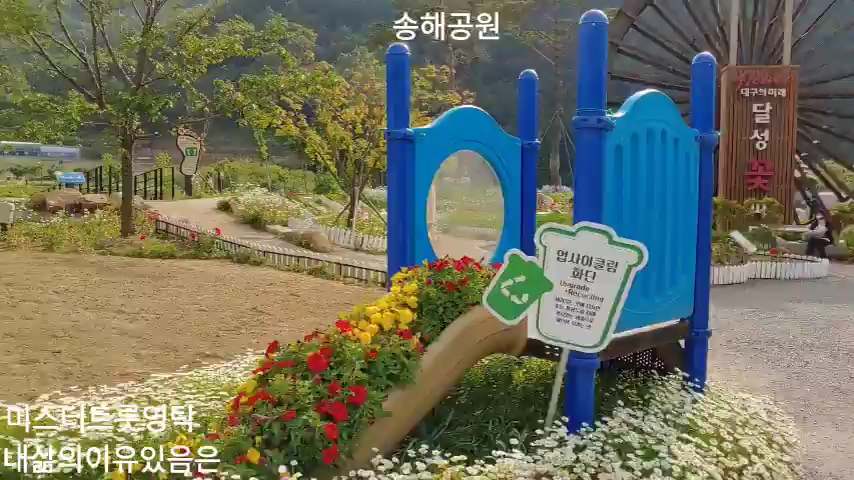 송해공원
대구의 미래
달성
꽃
업사이클링
화단
Upgrade
+Recycling
미스터트롯영탁
내삶의이유있음은